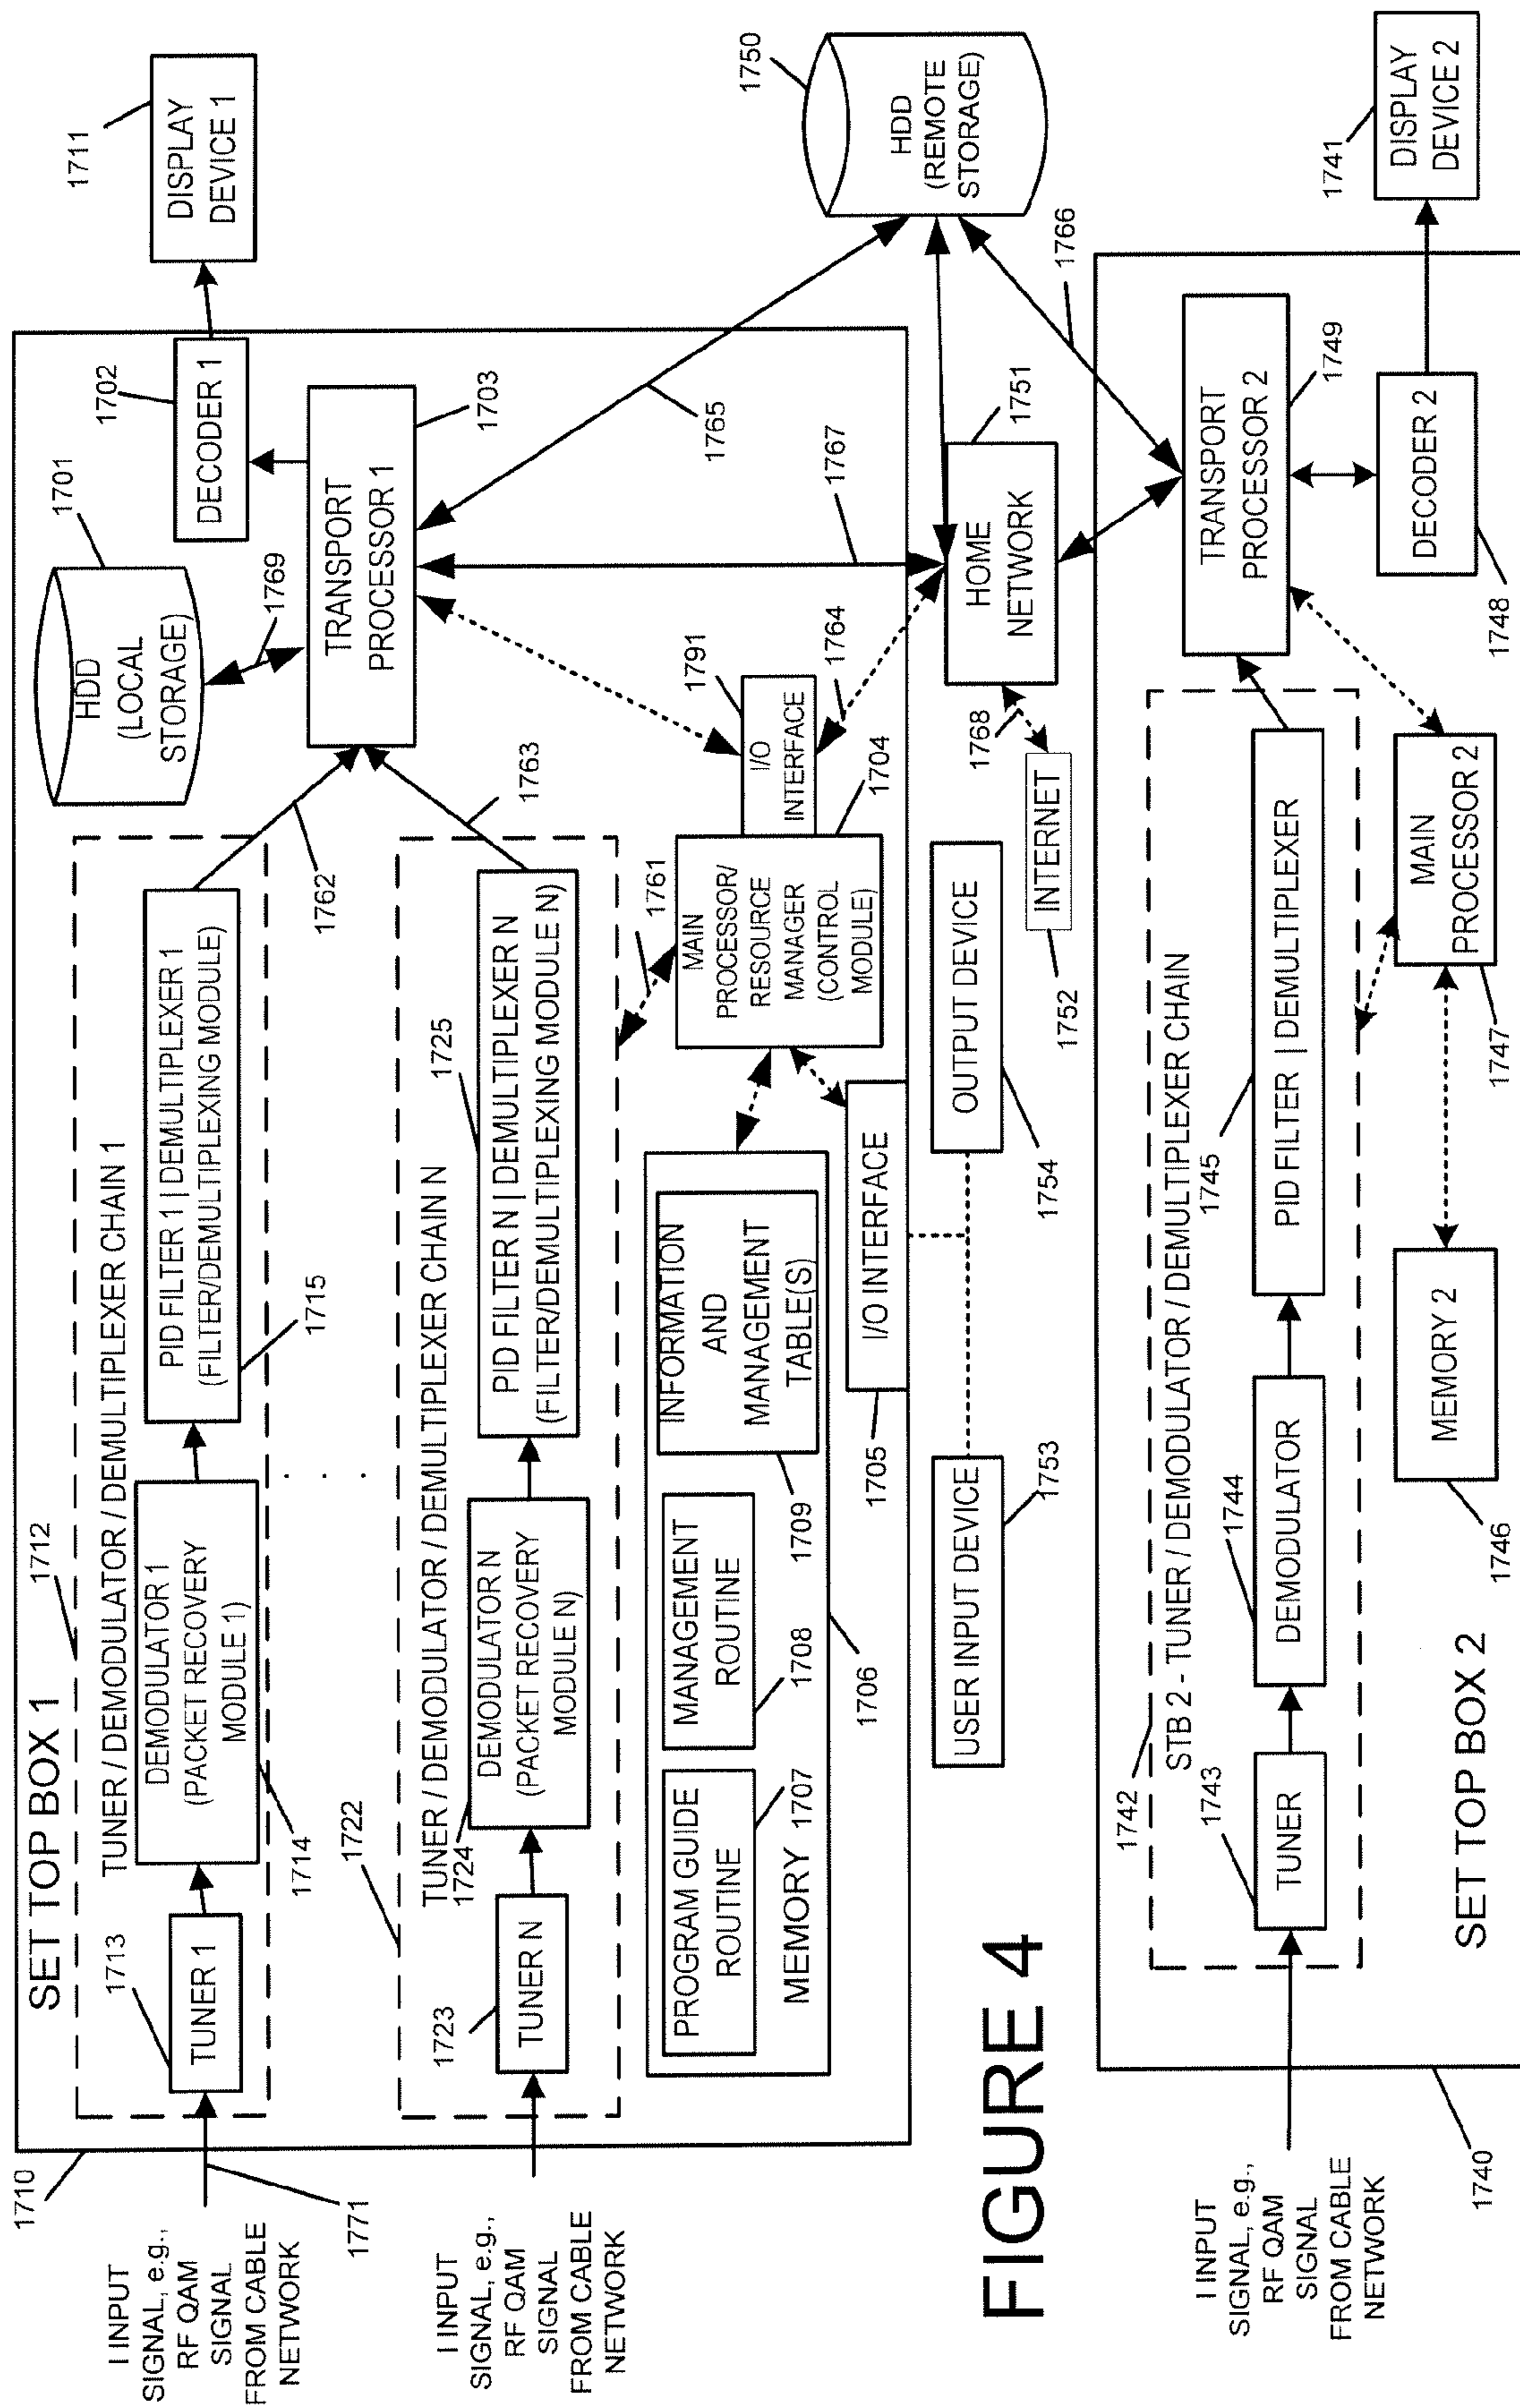 SET TOP BOX 1
1710
1712
TUNER / DEMODULATOR / DEMULTIPLEXER CHAIN 1
I INPUT
SIGNAL, e.g.,
RF QAM
SIGNAL
FROM CABLE
NETWORK
1771
1713
TUNER 1
DEMODULATOR 1
(PACKET RECOVERY
MODULE 1)
1714
PID FILTER 1 | DEMULTIPLEXER 1
(FILTER/DEMULTIPLEXING MODULE)
1715
1762
. . .
1722
TUNER / DEMODULATOR / DEMULTIPLEXER CHAIN N
I INPUT
SIGNAL, e.g.,
RF QAM
SIGNAL
FROM CABLE
NETWORK
1723
TUNER N
1724
DEMODULATOR N
(PACKET RECOVERY
MODULE N)
1725
PID FILTER N | DEMULTIPLEXER N
(FILTER/DEMULTIPLEXING MODULE N)
1763
1761
1701
HDD
(LOCAL
STORAGE)
1769
1702
DECODER 1
1711
DISPLAY
DEVICE 1
TRANSPORT
PROCESSOR 1
1703
1765
1767
PROGRAM GUIDE
ROUTINE
1707
MEMORY
MANAGEMENT
ROUTINE
1708
INFORMATION
AND
MANAGEMENT
TABLE(S)
1709
1706
MAIN
PROCESSOR/
RESOURCE
MANAGER
(CONTROL
MODULE)
1704
I/O
INTERFACE
1791
1764
I/O INTERFACE
1705
USER INPUT DEVICE
1753
OUTPUT DEVICE
1754
INTERNET
1752
1768
HOME
NETWORK
1751
HDD
(REMOTE
STORAGE)
1750
1766
FIGURE 4
I INPUT
SIGNAL, e.g.,
RF QAM
SIGNAL
FROM CABLE
NETWORK
1740
1742
STB 2 - TUNER / DEMODULATOR / DEMULTIPLEXER CHAIN
1743
TUNER
1744
DEMODULATOR
1745
PID FILTER | DEMULTIPLEXER
TRANSPORT
PROCESSOR 2
1749
DECODER 2
1748
1741
DISPLAY
DEVICE 2
MAIN
PROCESSOR 2
1747
MEMORY 2
1746
SET TOP BOX 2